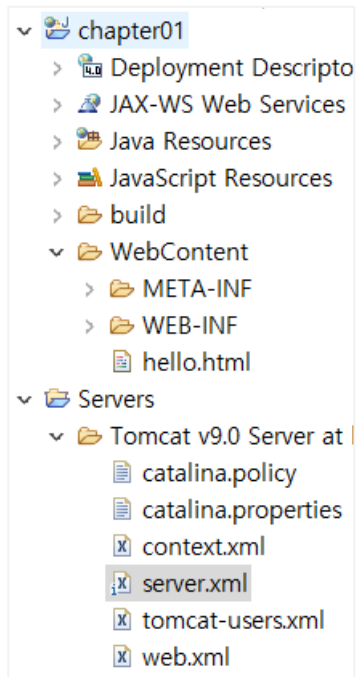 chapter01
4.0 Deployment Descripto
JAX-WS Web Services
Java Resources
JavaScript Resources
build
WebContent
META-INF
WEB-INF
hello.html
Servers
Tomcat v9.0 Server at l
catalina.policy
catalina.properties
X context.xml
X server.xml
X tomcat-users.xml
X web.xml